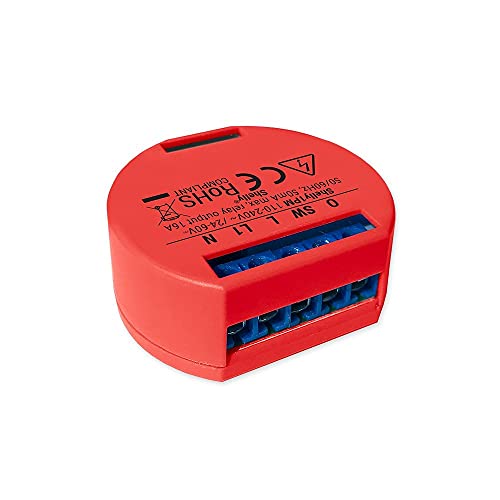 O SW L L1 N
Shelly1PM 110-240V~ /24-60V⎓
50/60Hz, 50mA max. relay output 16A
Shelly®
CE RoHS
COMPLIANT